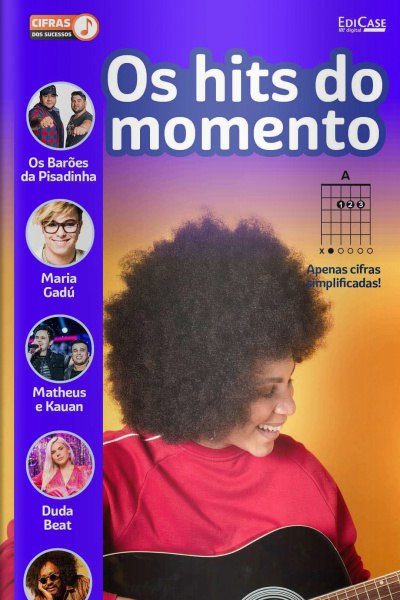 CIFRAS
DOS SUCESSOS
EDICASE
digital
Os hits do
momento
Os Barões
da Pisadinha
Maria
Gadú
Matheus
e Kauan
Duda
Beat
A
1 2 3
x
Apenas cifras
simplificadas!